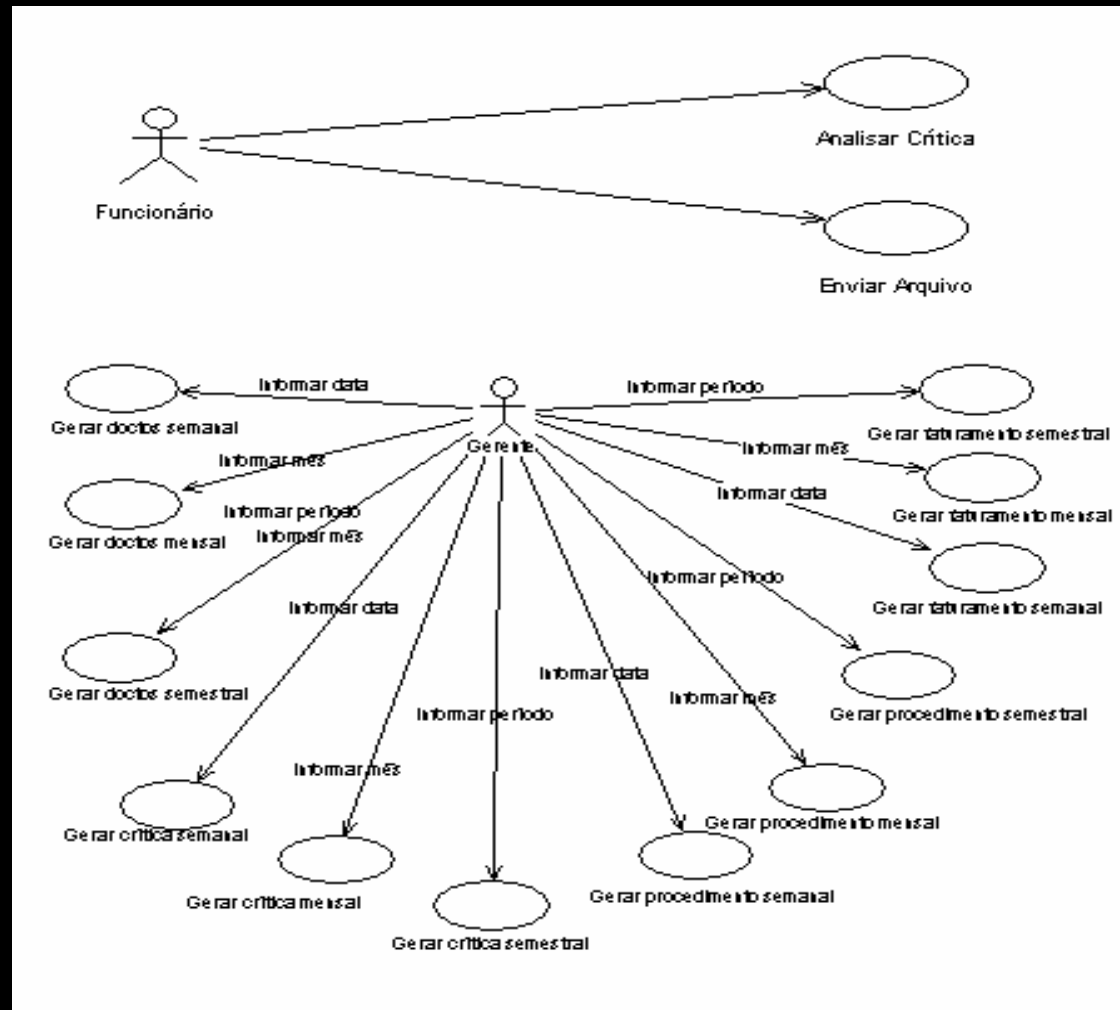 Analisar Crítica
Funcionário
Enviar Arquivo
Informar data
Informar período
Gerar doctos semanal
Gerente
Gerar faturamento semestral
Informar mês
Informar mês
Informar data
Gerar doctos mensal
Informar período
Gerar faturamento mensal
Informar mês
Informar período
Informar data
Gerar faturamento semanal
Gerar doctos semestral
Informar data
Informar mês
Informar período
Gerar procedimento semestral
Informar mês
Gerar crítica semanal
Gerar procedimento mensal
Gerar crítica mensal
Gerar procedimento semanal
Gerar crítica semestral